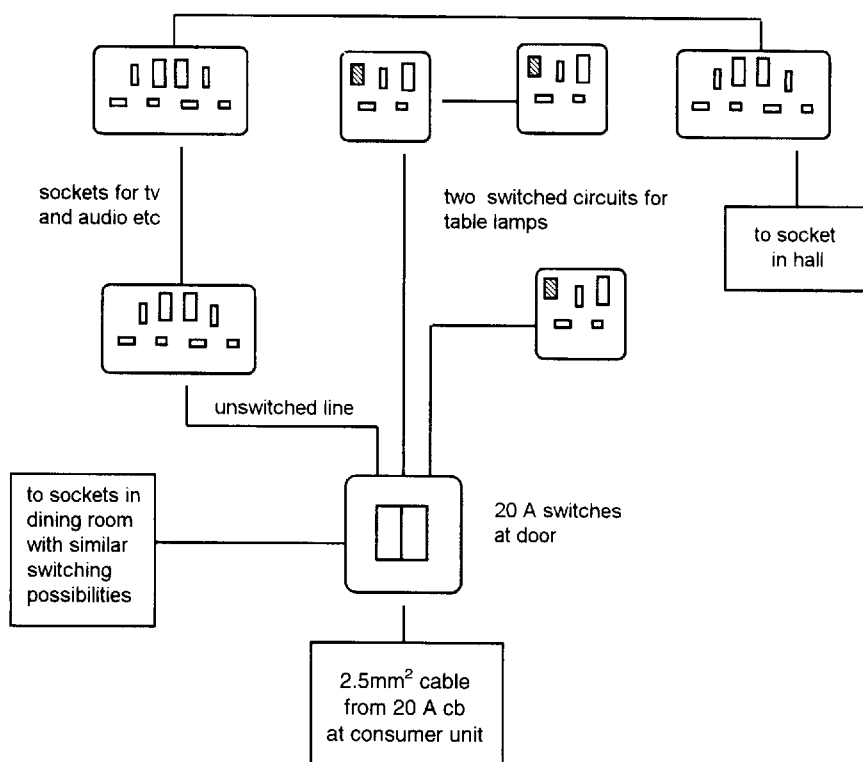 sockets for tv
and audio etc
two switched circuits for
table lamps
to socket
in hall
unswitched line
to sockets in
dining room
with similar
switching
possibilities
20 A switches
at door
2.5mm² cable
from 20 A cb
at consumer unit